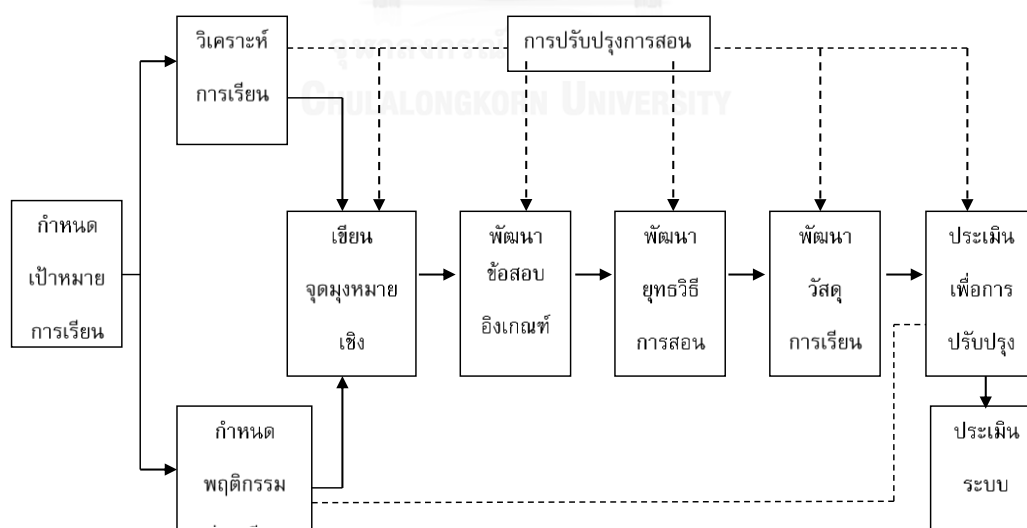 วิเคราะห์
การเรียน
การปรับปรุงการสอน
CHULALONGKORN UNIVERSITY
กำหนด
เป้าหมาย
การเรียน
เขียน
จุดมุงหมาย
เชิง
พัฒนา
ข้อสอบ
อิงเกณฑ์
พัฒนา
ยุทธวิธี
การสอน
พัฒนา
วัสดุ
การเรียน
ประเมิน
เพื่อการ
ปรับปรุง
กำหนด
พฤติกรรม
ประเมิน
ระบบ